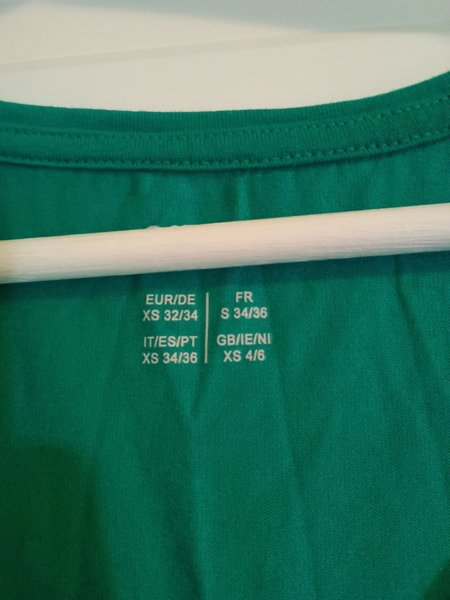 EUR/DE
XS 32/34
FR
S 34/36
IT/ES/PT
XS 34/36
GB/IE/NI
XS 4/6